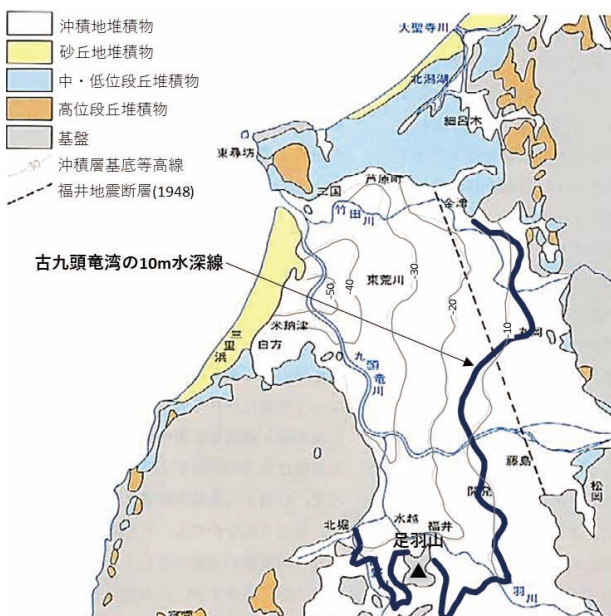 沖積地堆積物
砂丘地堆積物
中・低位段丘堆積物
高位段丘堆積物
基盤
-30
沖積層基底等高線
福井地震断層(1948)
大聖寺川
北潟湖
細呂木
東尋坊
芦原町
三国
竹田川
金津
古九頭竜湾の10m水深線
東荒川
-50
-40
-30
-20
-10
丸岡
米納津
白方
三里浜
九頭竜川
藤島
松岡
開発
北堀
水越
福井
足羽山
羽川